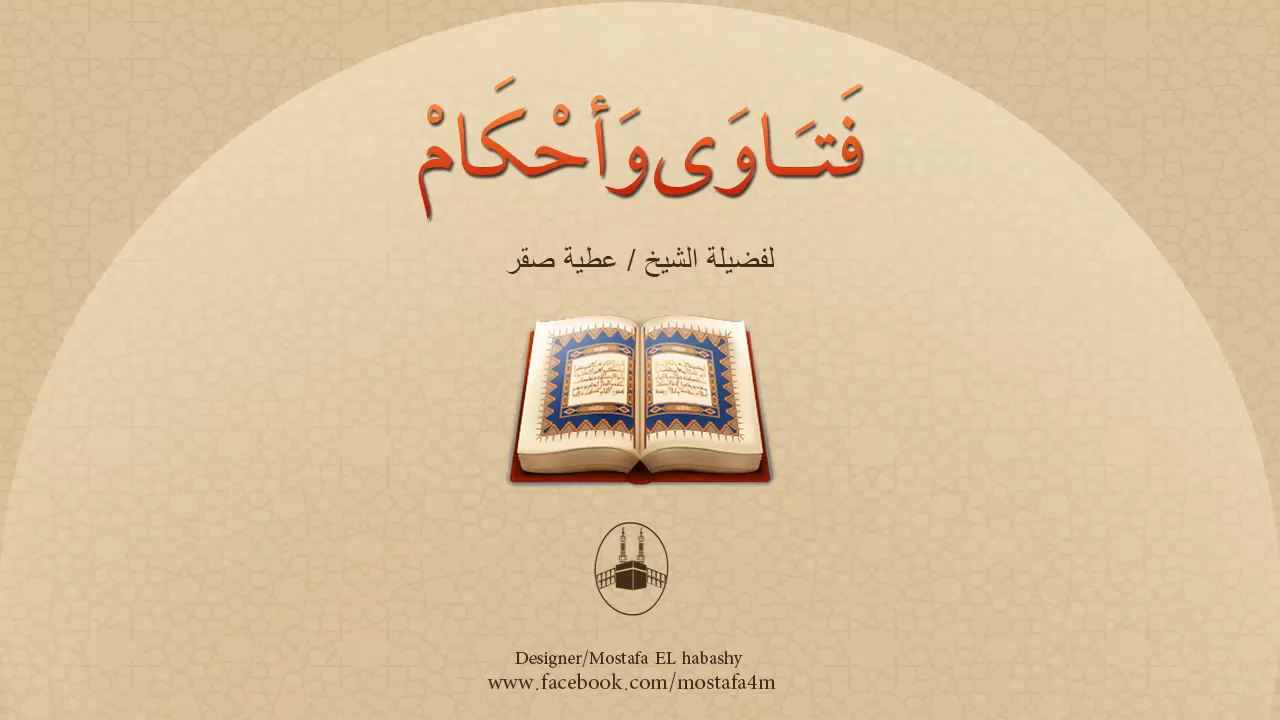 فَتَاوَى وَأَحْكَامْ
لفضيلة الشيخ / عطية صقر
Designer/Mostafa EL habashy
www.facebook.com/mostafa4m